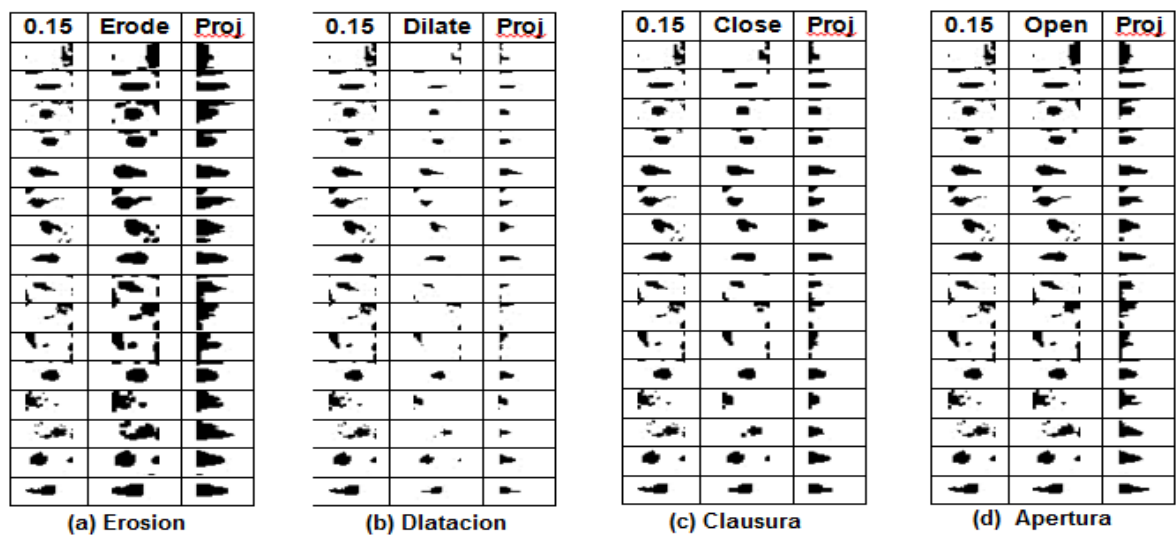 0.15 Erode Proj 0.15 Dilate Proj 0.15 Close Proj 0.15 Open Proj
(a) Erosion (b) Dlatacion (c) Clausura (d) Apertura